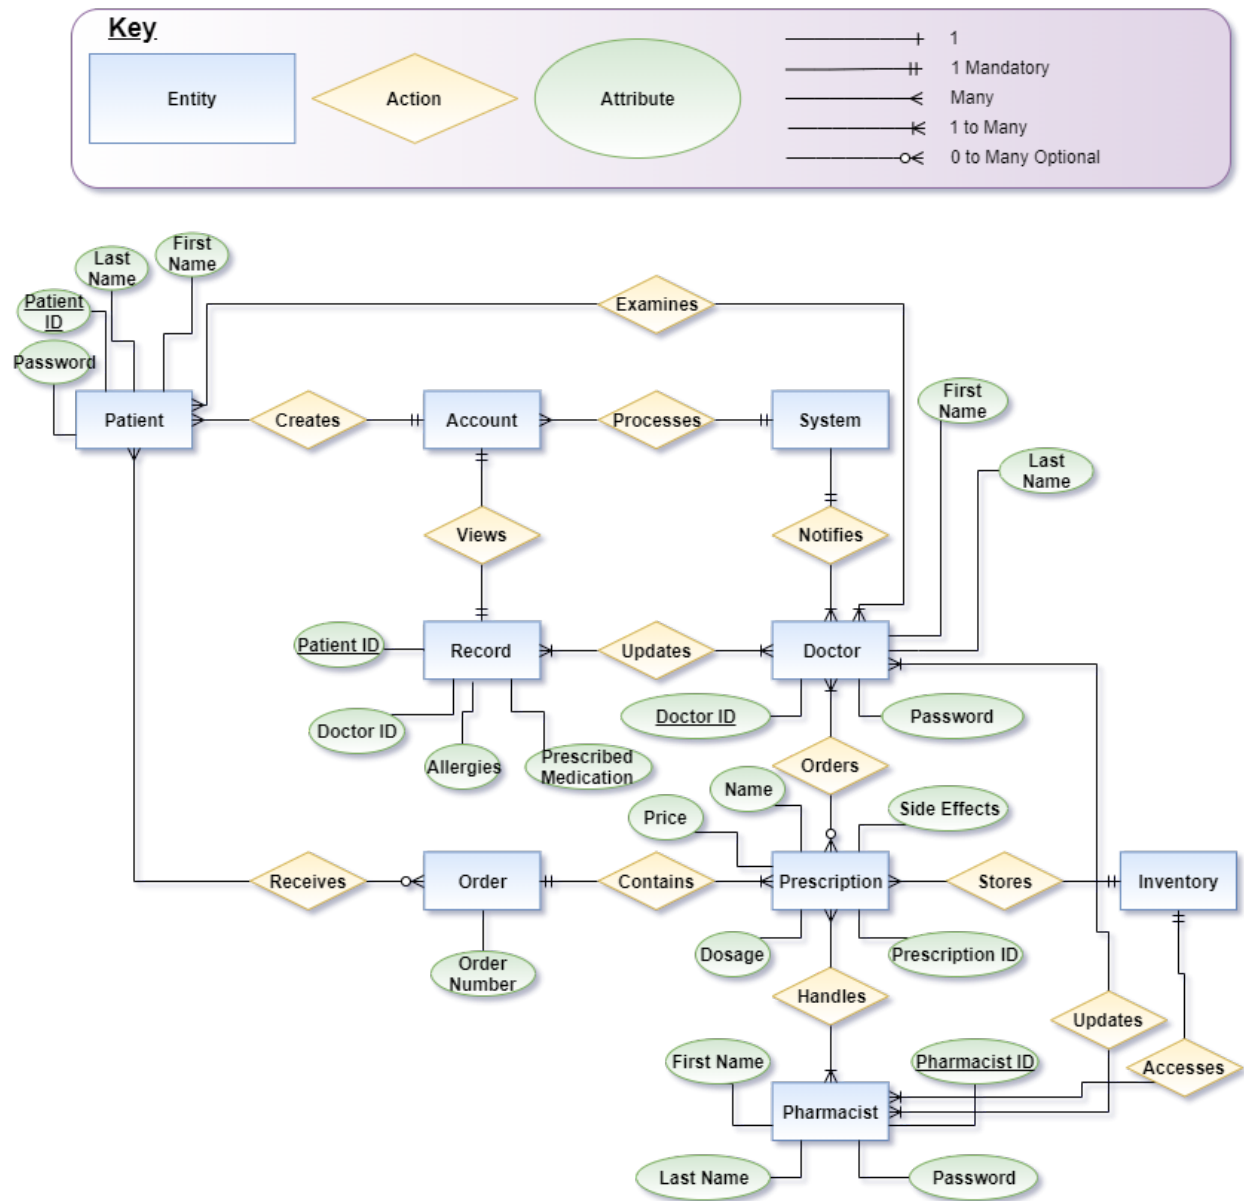 Key
Entity
Action
Attribute
1
1 Mandatory
Many
1 to Many
0 to Many Optional
First
Name
Last
Name
Patient
ID
Password
Examines
Patient
Creates
Account
Processes
System
First
Name
Last
Name
Views
Notifies
Patient ID
Record
Updates
Doctor
Doctor ID
Allergies
Prescribed
Medication
Doctor ID
Password
Orders
Name
Price
Side Effects
Receives
Order
Contains
Prescription
Stores
Inventory
Order
Number
Dosage
Prescription ID
Handles
Updates
Accesses
First Name
Pharmacist ID
Pharmacist
Last Name
Password